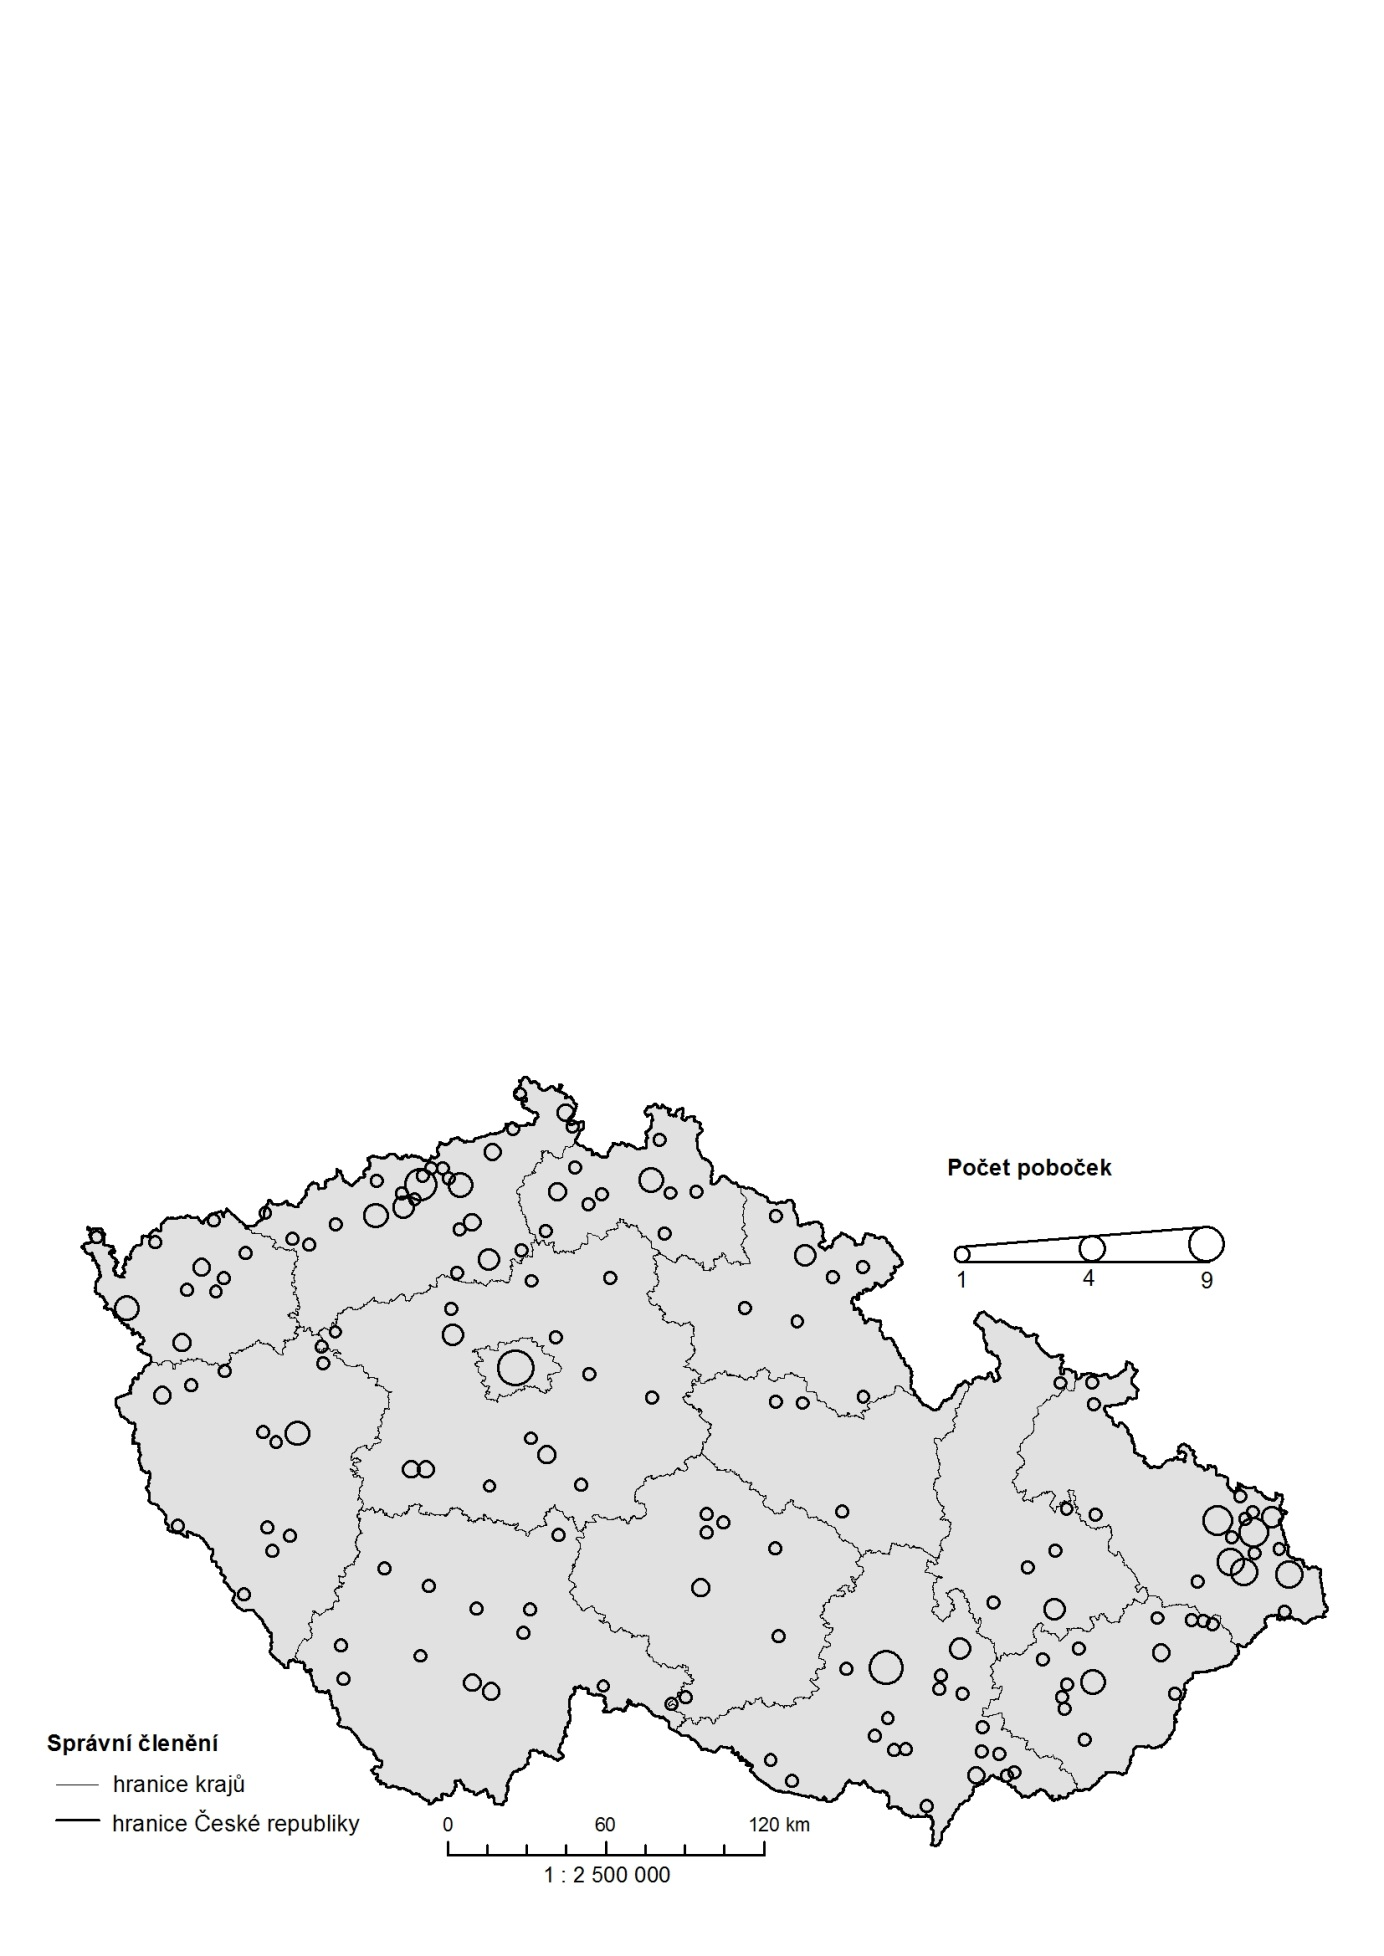 Počet poboček
1 4 9
Správní členění
hranice krajů
hranice České republiky
0 60 120 km
1 : 2 500 000